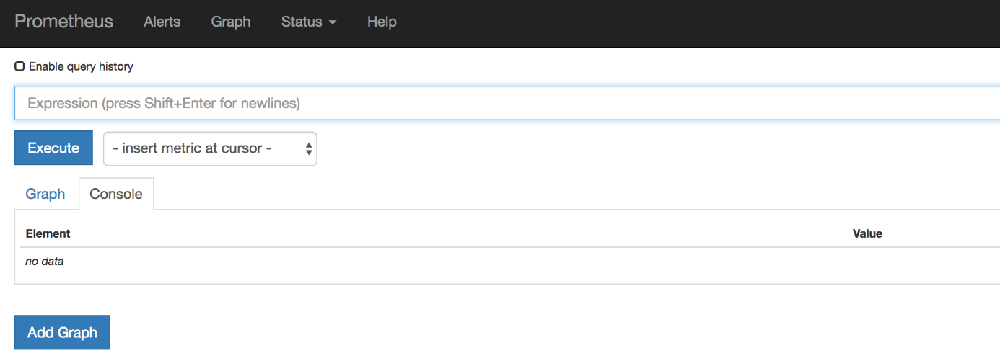 Prometheus Alerts Graph Status Help
Enable query history
Expression (press Shift+Enter for newlines)
Execute - insert metric at cursor -
Graph Console
Element Value
no data
Add Graph